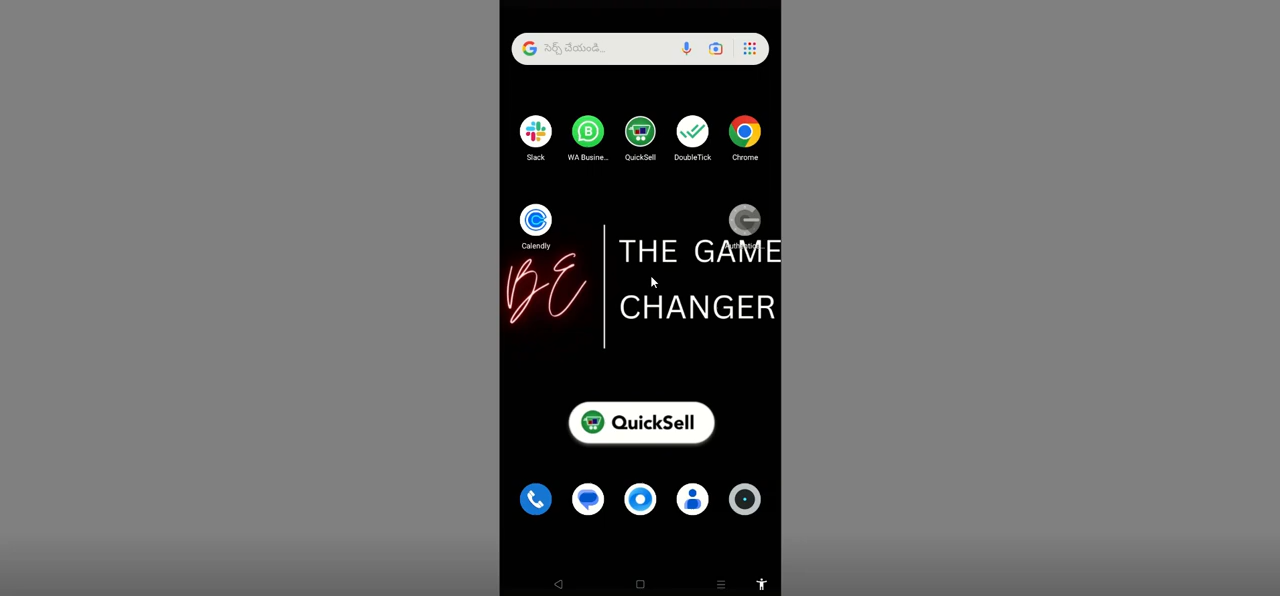 సెర్చ్ చేయండి...
Slack
WA Busine...
QuickSell
DoubleTick
Chrome
Calendly
BE
THE GAME
CHANGER
QuickSell